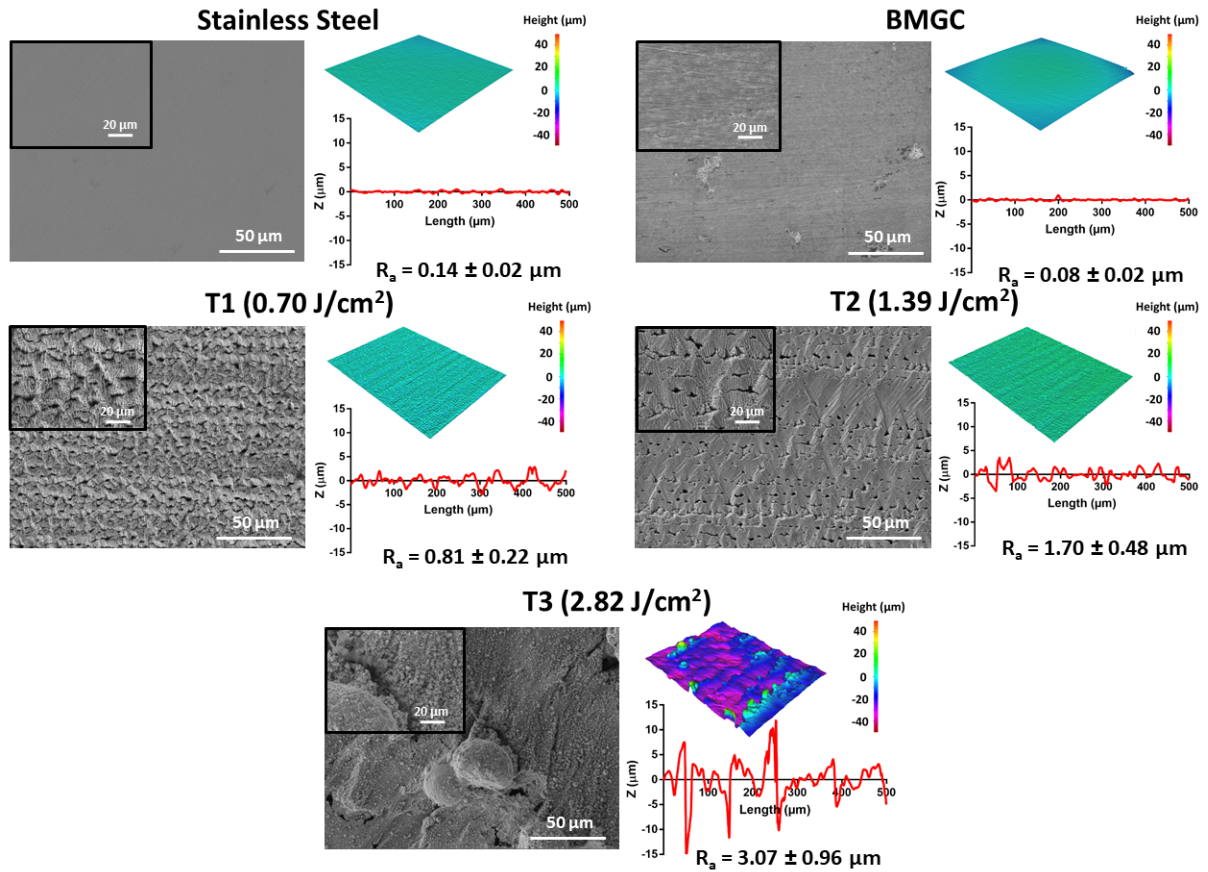 Stainless Steel
20 µm
50 µm
Height (µm)
40
20
0
-20
-40
15
10
5
0
-5
-10
-15
Z (µm)
100 200 300 400 500
Length (µm)
Rₐ = 0.14 ± 0.02 µm
BMGC
20 µm
50 µm
Height (µm)
40
20
0
-20
-40
15
10
5
0
-5
-10
-15
Z (µm)
100 200 300 400 500
Length (µm)
Rₐ = 0.08 ± 0.02 µm
T1 (0.70 J/cm²)
20 µm
50 µm
Height (µm)
40
20
0
-20
-40
15
10
5
0
-5
-10
-15
Z (µm)
100 200 300 400 500
Length (µm)
Rₐ = 0.81 ± 0.22 µm
T2 (1.39 J/cm²)
20 µm
50 µm
Height (µm)
40
20
0
-20
-40
15
10
5
0
-5
-10
-15
Z (µm)
100 200 300 400 500
Length (µm)
Rₐ = 1.70 ± 0.48 µm
T3 (2.82 J/cm²)
20 µm
50 µm
Height (µm)
40
20
0
-20
-40
15
10
5
0
-5
-10
-15
Z (µm)
100 200 300 400 500
Length (µm)
Rₐ = 3.07 ± 0.96 µm